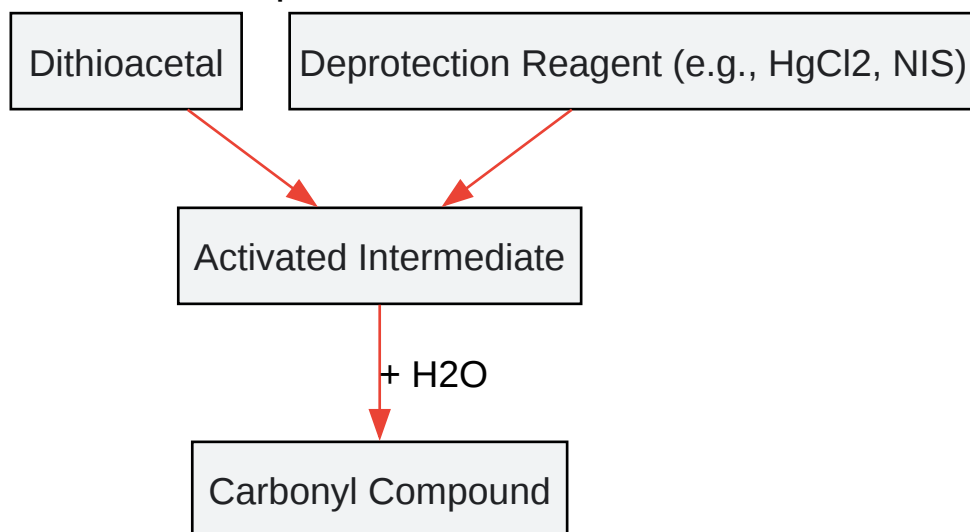 Dithioacetal
Deprotection Reagent (e.g., HgCl2, NIS)
Activated Intermediate
+ H2O
Carbonyl Compound